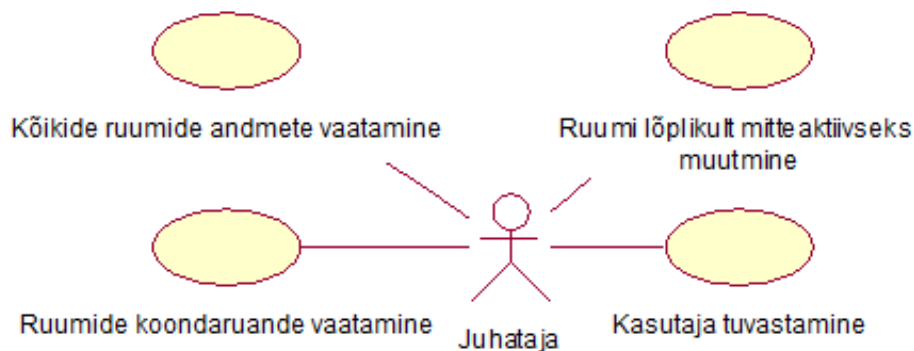 Kõikide ruumide andmete vaatamine
Ruumi lõplikult mitteaktiivseks
muutmine
Ruumide koondaruande vaatamine
Juhataja
Kasutaja tuvastamine